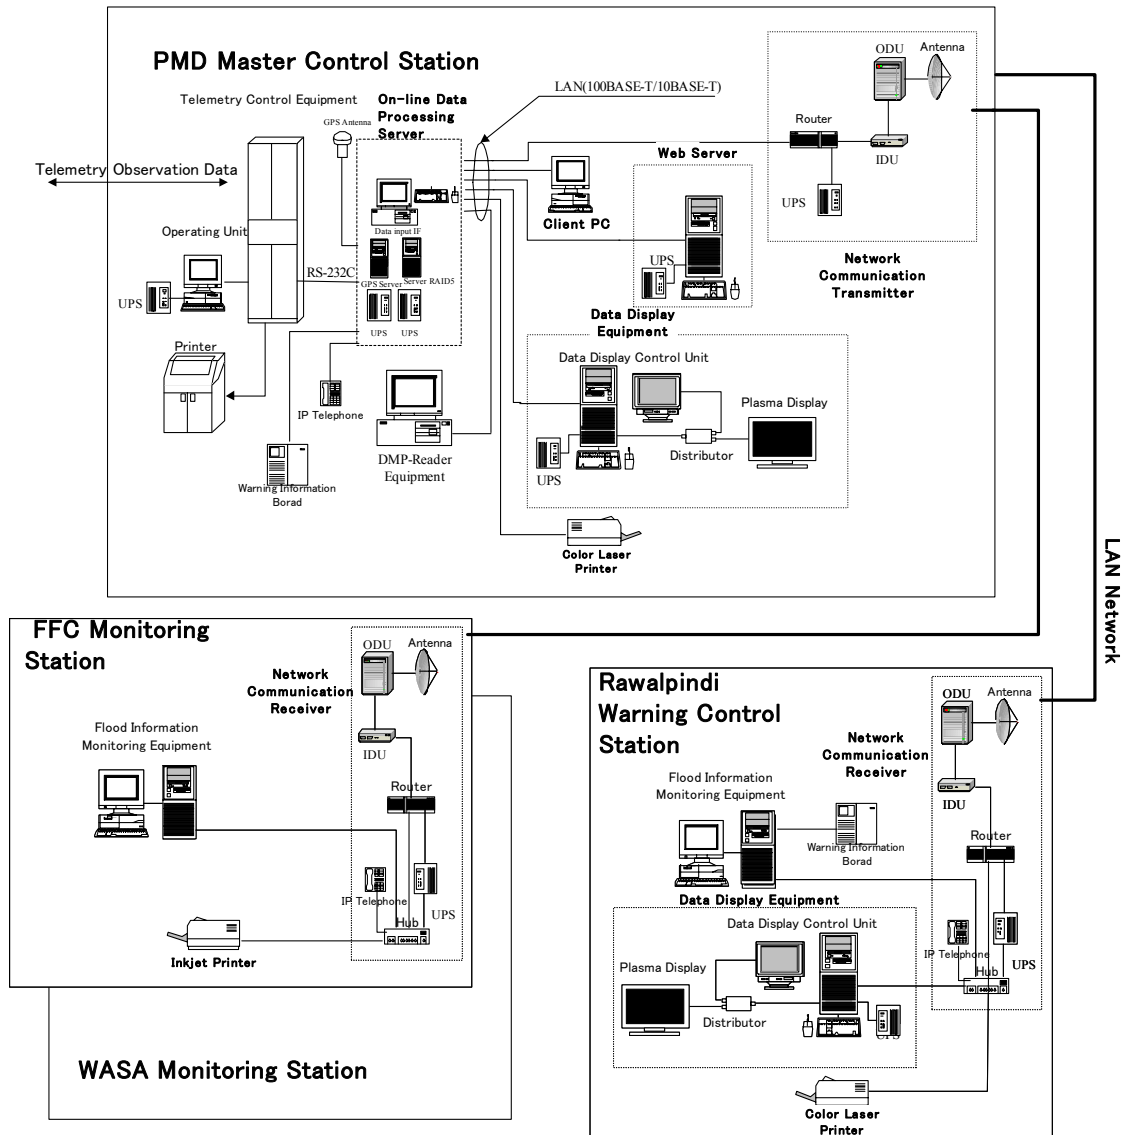 PMD Master Control Station
Telemetry Control Equipment
On-line Data
Processing
Server
GPS Antenna
LAN(100BASE-T/10BASE-T)
ODU
Antenna
Router
IDU
UPS
Network
Communication
Transmitter
Telemetry Observation Data
Web Server
Client PC
UPS
Operating Unit
UPS
RS-232C
Data input IF
GPS Server
Server RAID5
UPS
UPS
Printer
IP Telephone
Warning Information
Borad
DMP-Reader
Equipment
Data Display
Equipment
Data Display Control Unit
Plasma Display
Distributor
UPS
Color Laser
Printer
LAN Network
FFC Monitoring
Station
ODU
Antenna
Network
Communication
Receiver
IDU
Flood Information
Monitoring Equipment
Router
IP Telephone
UPS
Hub
Inkjet Printer
WASA Monitoring Station
Rawalpindi
Warning Control
Station
ODU
Antenna
Network
Communication
Receiver
IDU
Flood Information
Monitoring Equipment
Warning Information
Borad
Router
Data Display Equipment
Data Display Control Unit
IP Telephone
UPS
Hub
Plasma Display
Distributor
UPS
Color Laser
Printer